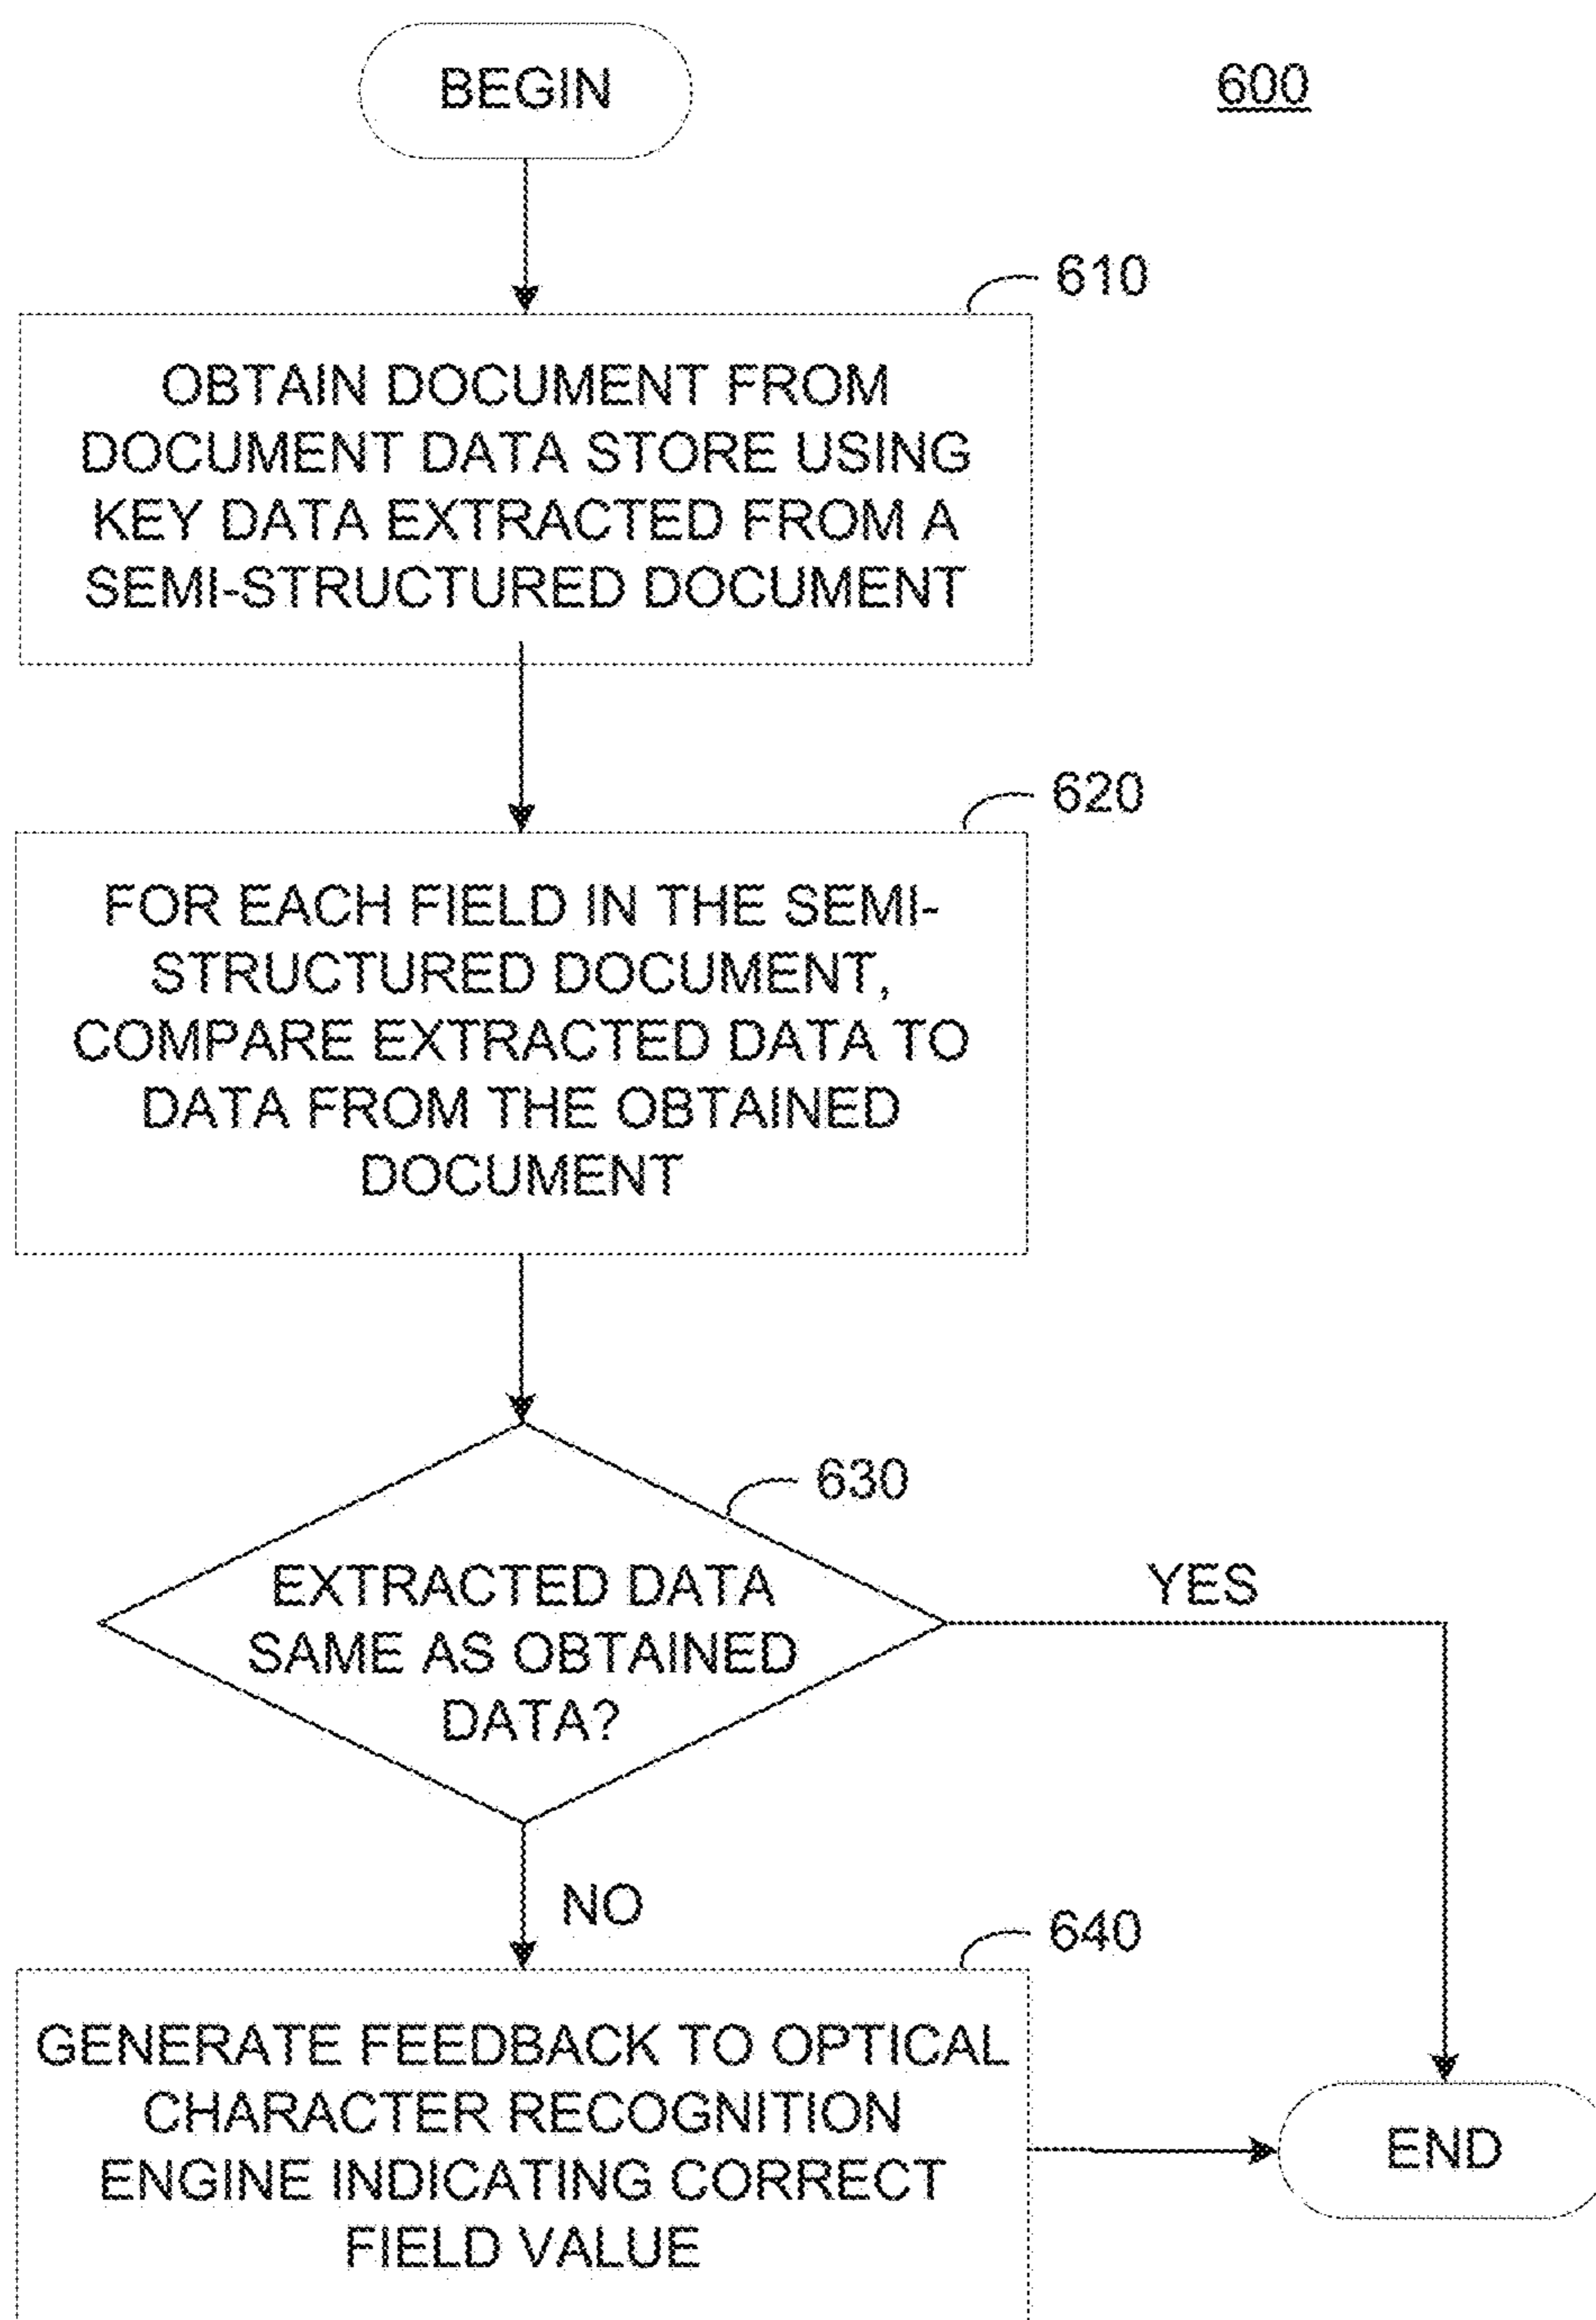 BEGIN
600
610
OBTAIN DOCUMENT FROM
DOCUMENT DATA STORE USING
KEY DATA EXTRACTED FROM A
SEMI-STRUCTURED DOCUMENT
620
FOR EACH FIELD IN THE SEMI-
STRUCTURED DOCUMENT,
COMPARE EXTRACTED DATA TO
DATA FROM THE OBTAINED
DOCUMENT
630
EXTRACTED DATA
SAME AS OBTAINED
DATA?
YES
NO
640
GENERATE FEEDBACK TO OPTICAL
CHARACTER RECOGNITION
ENGINE INDICATING CORRECT
FIELD VALUE
END